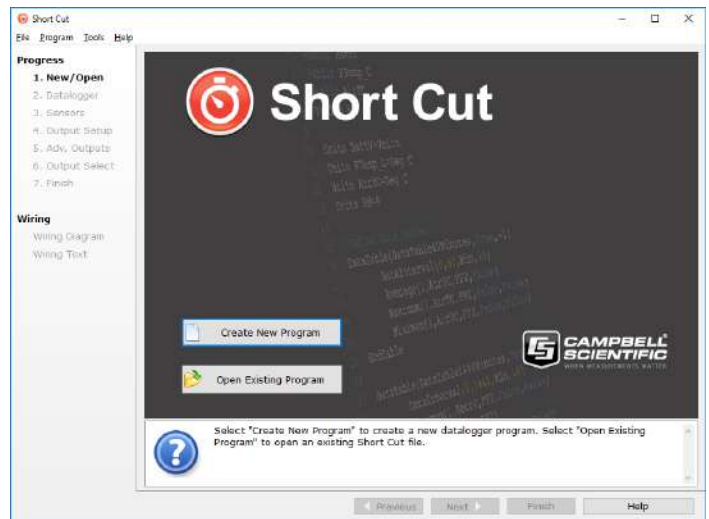 Short Cut
File Program Tools Help
Progress
1. New/Open
2. Datalogger
3. Sensors
4. Output Setup
5. Adv. Outputs
6. Output Select
7. Finish
Wiring
Wiring Diagram
Wiring Text
Short Cut
Create New Program
Open Existing Program
CAMPBELL
SCIENTIFIC
WHEN MEASUREMENTS MATTER
Select "Create New Program" to create a new datalogger program. Select "Open Existing
Program" to open an existing Short Cut file.
Previous Next Finish Help